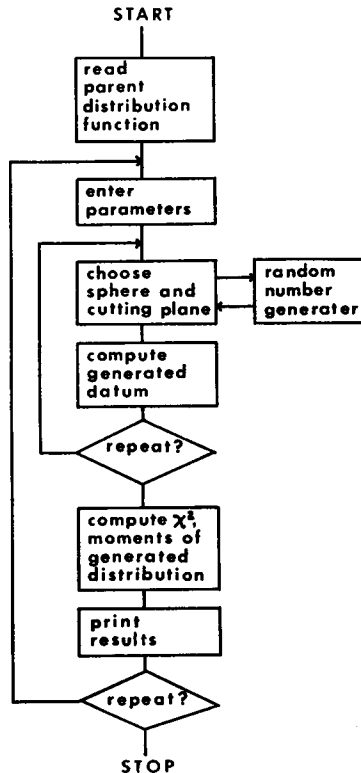 START
read
parent
distribution
function
enter
parameters
choose
sphere and
cutting plane
random
number
generater
compute
generated
datum
repeat?
compute χ²,
moments of
generated
distribution
print
results
repeat?
STOP